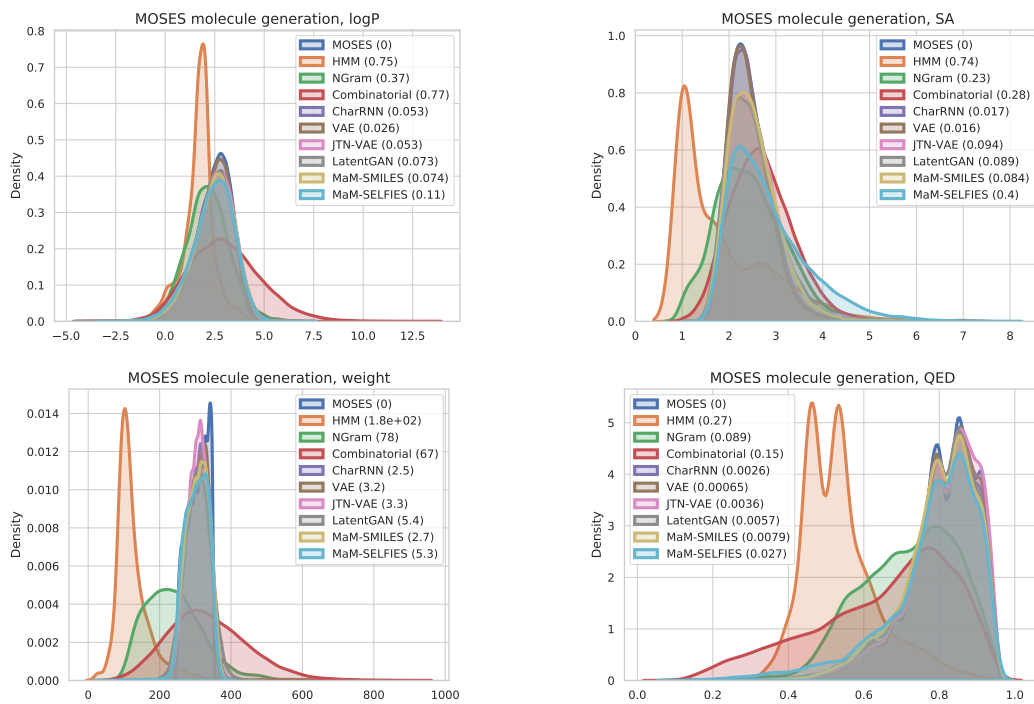 MOSES molecule generation, logP
0.8
0.7
0.6
0.5
0.4
0.3
0.2
0.1
0.0
Density
−5.0 −2.5 0.0 2.5 5.0 7.5 10.0 12.5
MOSES (0)
HMM (0.75)
NGram (0.37)
Combinatorial (0.77)
CharRNN (0.053)
VAE (0.026)
JTN-VAE (0.053)
LatentGAN (0.073)
MaM-SMILES (0.074)
MaM-SELFIES (0.11)
MOSES molecule generation, SA
1.0
0.8
0.6
0.4
0.2
0.0
Density
0 1 2 3 4 5 6 7 8
MOSES (0)
HMM (0.74)
NGram (0.23)
Combinatorial (0.28)
CharRNN (0.017)
VAE (0.016)
JTN-VAE (0.094)
LatentGAN (0.089)
MaM-SMILES (0.084)
MaM-SELFIES (0.4)
MOSES molecule generation, weight
0.014
0.012
0.010
0.008
0.006
0.004
0.002
0.000
Density
0 200 400 600 800 1000
MOSES (0)
HMM (1.8e+02)
NGram (78)
Combinatorial (67)
CharRNN (2.5)
VAE (3.2)
JTN-VAE (3.3)
LatentGAN (5.4)
MaM-SMILES (2.7)
MaM-SELFIES (5.3)
MOSES molecule generation, QED
5
4
3
2
1
0
Density
0.0 0.2 0.4 0.6 0.8 1.0
MOSES (0)
HMM (0.27)
NGram (0.089)
Combinatorial (0.15)
CharRNN (0.0026)
VAE (0.00065)
JTN-VAE (0.0036)
LatentGAN (0.0057)
MaM-SMILES (0.0079)
MaM-SELFIES (0.027)